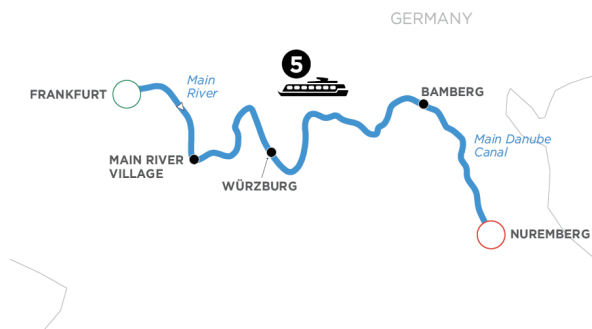 GERMANY
5
Main
River
FRANKFURT
BAMBERG
Main Danube
Canal
MAIN RIVER
VILLAGE
WÜRZBURG
NUREMBERG